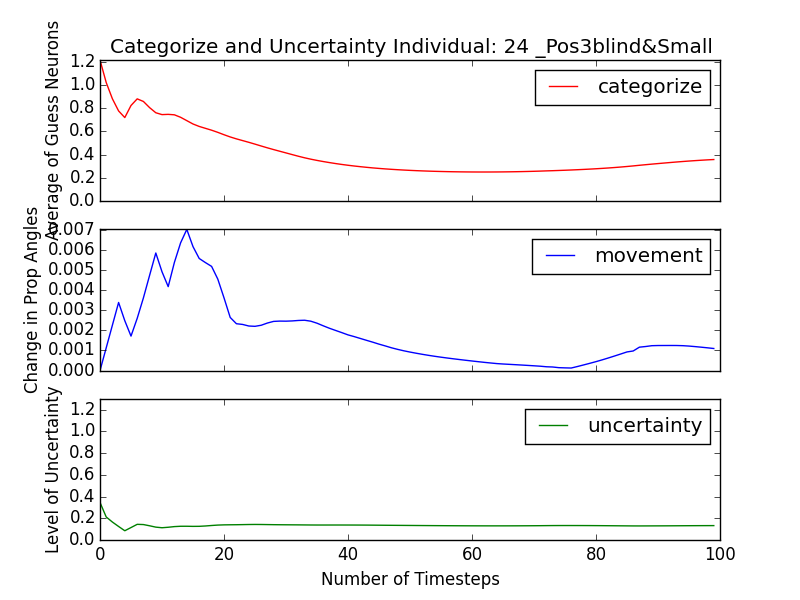 Categorize and Uncertainty Individual: 24 _Pos3blind&Small
Average of Guess Neurons
1.2
1.0
0.8
0.6
0.4
0.2
0.0
categorize
Change in Prop Angles
0.007
0.006
0.005
0.004
0.003
0.002
0.001
0.000
movement
Level of Uncertainty
1.2
1.0
0.8
0.6
0.4
0.2
0.0
uncertainty
0 20 40 60 80 100
Number of Timesteps